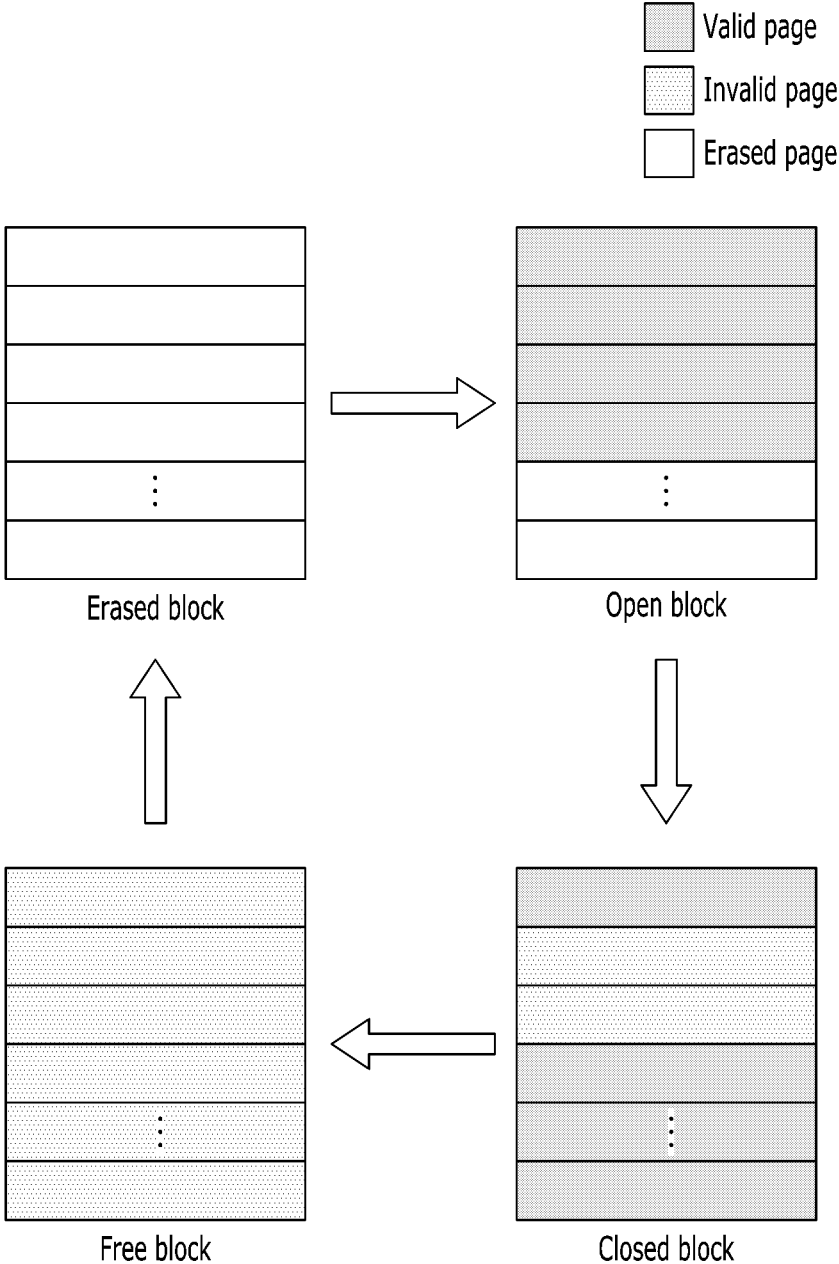 Valid page
Invalid page
Erased page
Erased block
Open block
Free block
Closed block